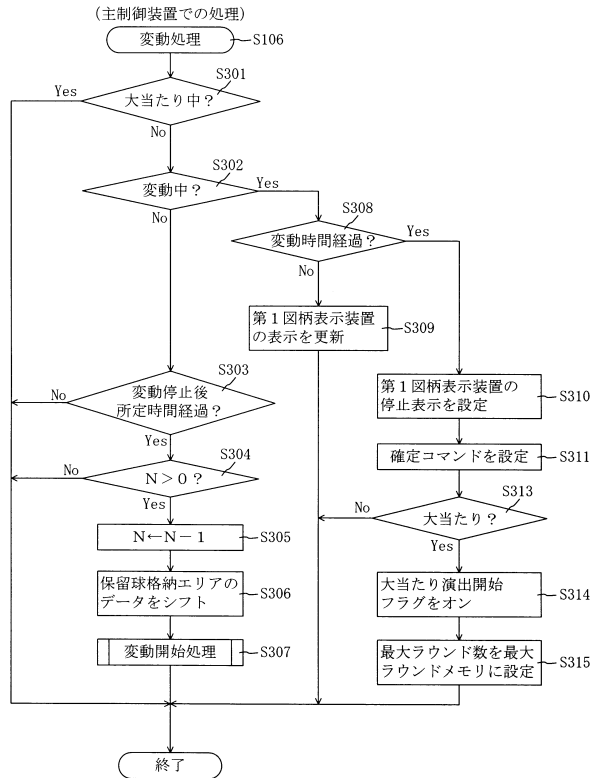 (主制御装置での処理)
変動処理
S106
S301
Yes
大当たり中？
No
S302
変動中？
Yes
No
S308
変動時間経過？
Yes
No
第１図柄表示装置
の表示を更新
S309
S303
変動停止後
所定時間経過？
No
Yes
第１図柄表示装置の
停止表示を設定
S310
S304
N＞０？
No
Yes
確定コマンドを設定
S311
S313
大当たり？
No
Yes
N←N－１
S305
保留球格納エリアの
データをシフト
S306
大当たり演出開始
フラグをオン
S314
変動開始処理
S307
最大ラウンド数を最大
ラウンドメモリに設定
S315
終了